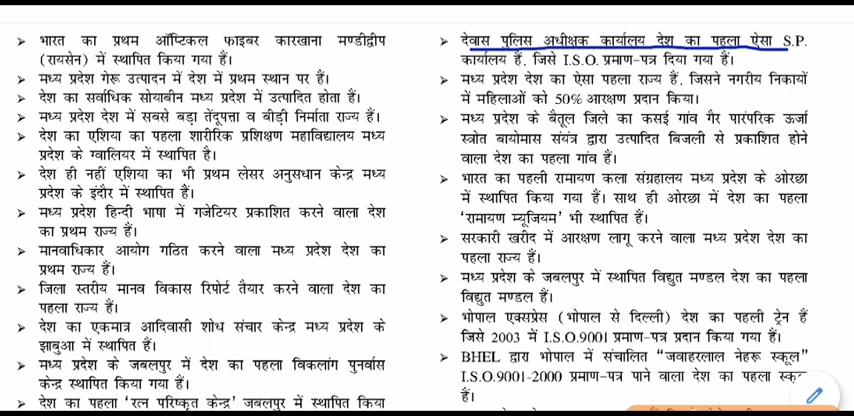 ➢ भारत का प्रथम ऑप्टिकल फाइबर कारखाना मण्डीद्वीप
(रायसेन) में स्थापित किया गया हैं।
➢ मध्य प्रदेश गेरू उत्पादन में देश में प्रथम स्थान पर हैं।
➢ देश का सर्वाधिक सोयाबीन मध्य प्रदेश में उत्पादित होता हैं।
➢ मध्य प्रदेश देश में सबसे बड़ा तेंदूपत्ता व बीड़ी निर्माता राज्य हैं।
➢ देश का एशिया का पहला शारीरिक प्रशिक्षण महाविद्यालय मध्य
प्रदेश के ग्वालियर में स्थापित है।
➢ देश ही नहीं एशिया का भी प्रथम लेसर अनुसधान केन्द्र मध्य
प्रदेश के इंदौर में स्थापित हैं।
➢ मध्य प्रदेश हिन्दी भाषा में गजेटियर प्रकाशित करने वाला देश
का प्रथम राज्य हैं।
➢ मानवाधिकार आयोग गठित करने वाला मध्य प्रदेश देश का
प्रथम राज्य हैं।
➢ जिला स्तरीय मानव विकास रिपोर्ट तैयार करने वाला देश का
पहला राज्य हैं।
➢ देश का एकमात्र आदिवासी शोध संचार केन्द्र मध्य प्रदेश के
झाबुआ में स्थापित हैं।
➢ मध्य प्रदेश के जबलपुर में देश का पहला विकलांग पुनर्वास
केन्द्र स्थापित किया गया हैं।
➢ देश का पहला ‘रत्न परिष्कृत केन्द्र’ जबलपुर में स्थापित किया
➢ देवास पुलिस अधीक्षक कार्यालय देश का पहला ऐसा S.P.
कार्यालय हैं, जिसे I.S.O. प्रमाण-पत्र दिया गया हैं।
➢ मध्य प्रदेश देश का ऐसा पहला राज्य हैं, जिसने नगरीय निकायों
में महिलाओं को 50% आरक्षण प्रदान किया।
➢ मध्य प्रदेश के बैतूल जिले का कसई गांव गैर पारंपरिक ऊर्जा
स्त्रोत बायोमास संयंत्र द्वारा उत्पादित बिजली से प्रकाशित होने
वाला देश का पहला गांव हैं।
➢ भारत का पहली रामायण कला संग्रहालय मध्य प्रदेश के ओरछा
में स्थापित किया गया हैं। साथ ही ओरछा में देश का पहला
‘रामायण म्यूजियम’ भी स्थापित हैं।
➢ सरकारी खरीद में आरक्षण लागू करने वाला मध्य प्रदेश देश का
पहला राज्य हैं।
➢ मध्य प्रदेश के जबलपुर में स्थापित विद्युत मण्डल देश का पहला
विद्युत मण्डल हैं।
➢ भोपाल एक्सप्रेस (भोपाल से दिल्ली) देश का पहली ट्रेन हैं
जिसे 2003 में I.S.O.9001 प्रमाण-पत्र प्रदान किया गया हैं।
➢ BHEL द्वारा भोपाल में संचालित “जवाहरलाल नेहरू स्कूल”
I.S.O.9001-2000 प्रमाण-पत्र पाने वाला देश का पहला
हैं।